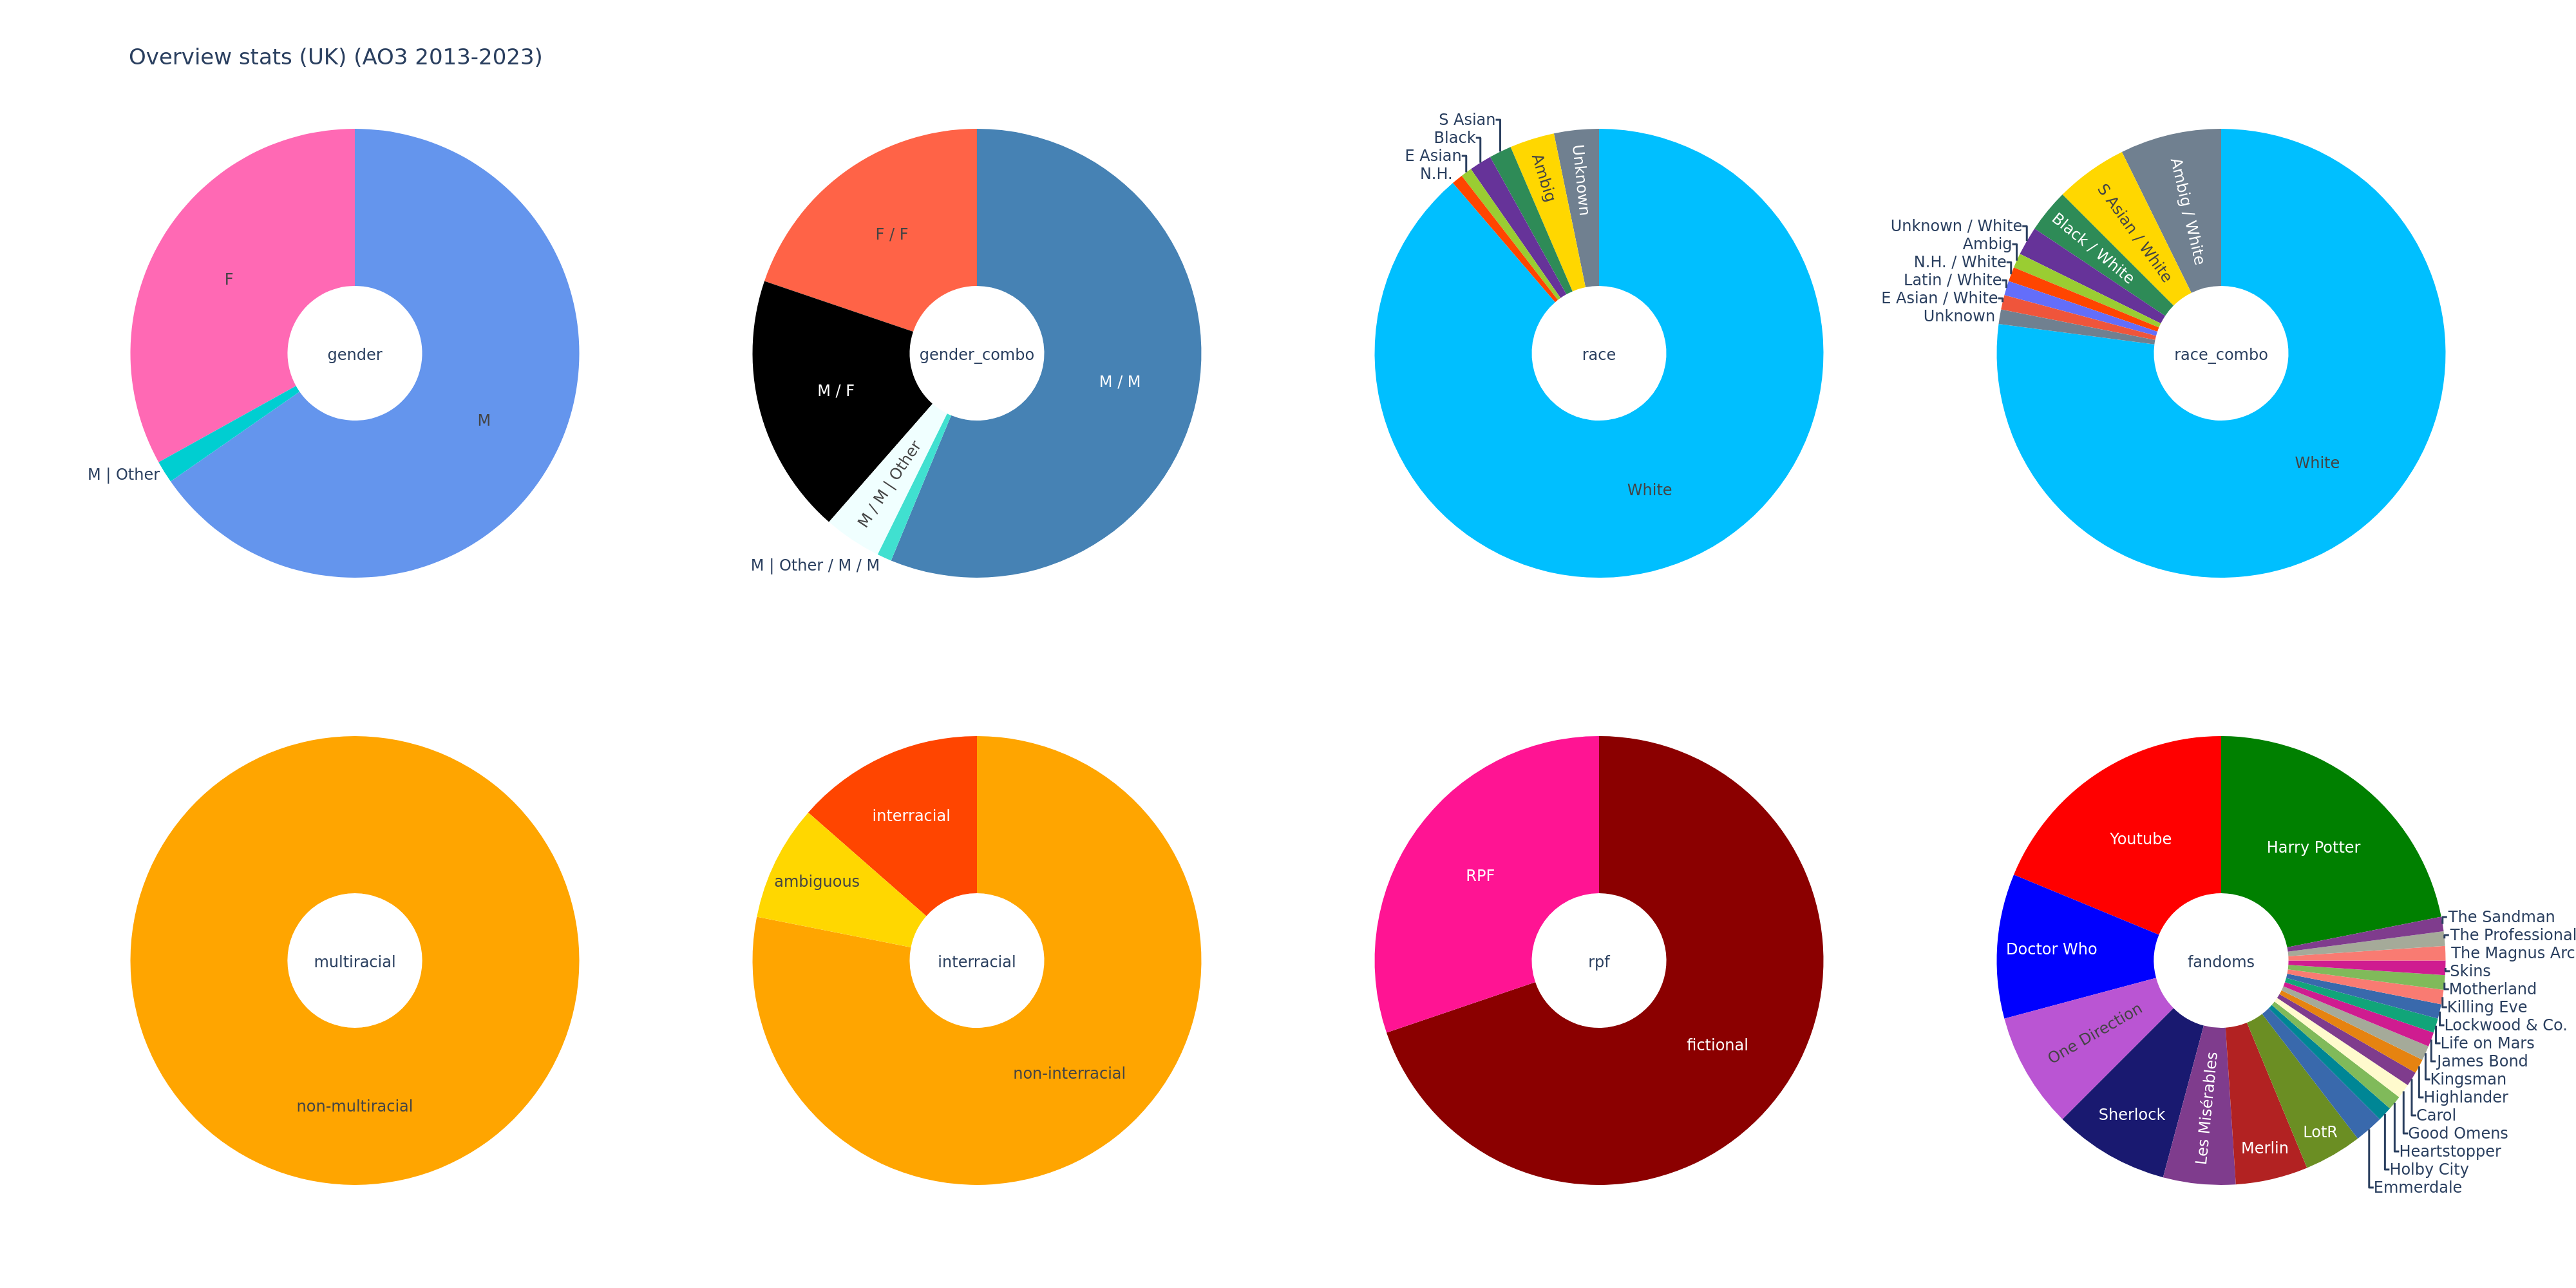 Overview stats (UK) (AO3 2013-2023)
gender
M
F
M | Other
gender_combo
M / M
F / F
M / F
M / M | Other
M | Other / M / M
race
White
Unknown
Ambig
S Asian
Black
E Asian
N.H.
race_combo
White
Ambig / White
S Asian / White
Black / White
Unknown / White
Ambig
N.H. / White
Latin / White
E Asian / White
Unknown
multiracial
non-multiracial
interracial
non-interracial
interracial
ambiguous
rpf
fictional
RPF
fandoms
Harry Potter
Youtube
Doctor Who
One Direction
Sherlock
Les Misérables
Merlin
LotR
The Sandman
The Professional
The Magnus Arc
Skins
Motherland
Killing Eve
Lockwood & Co.
Life on Mars
James Bond
Kingsman
Highlander
Carol
Good Omens
Heartstopper
Holby City
Emmerdale